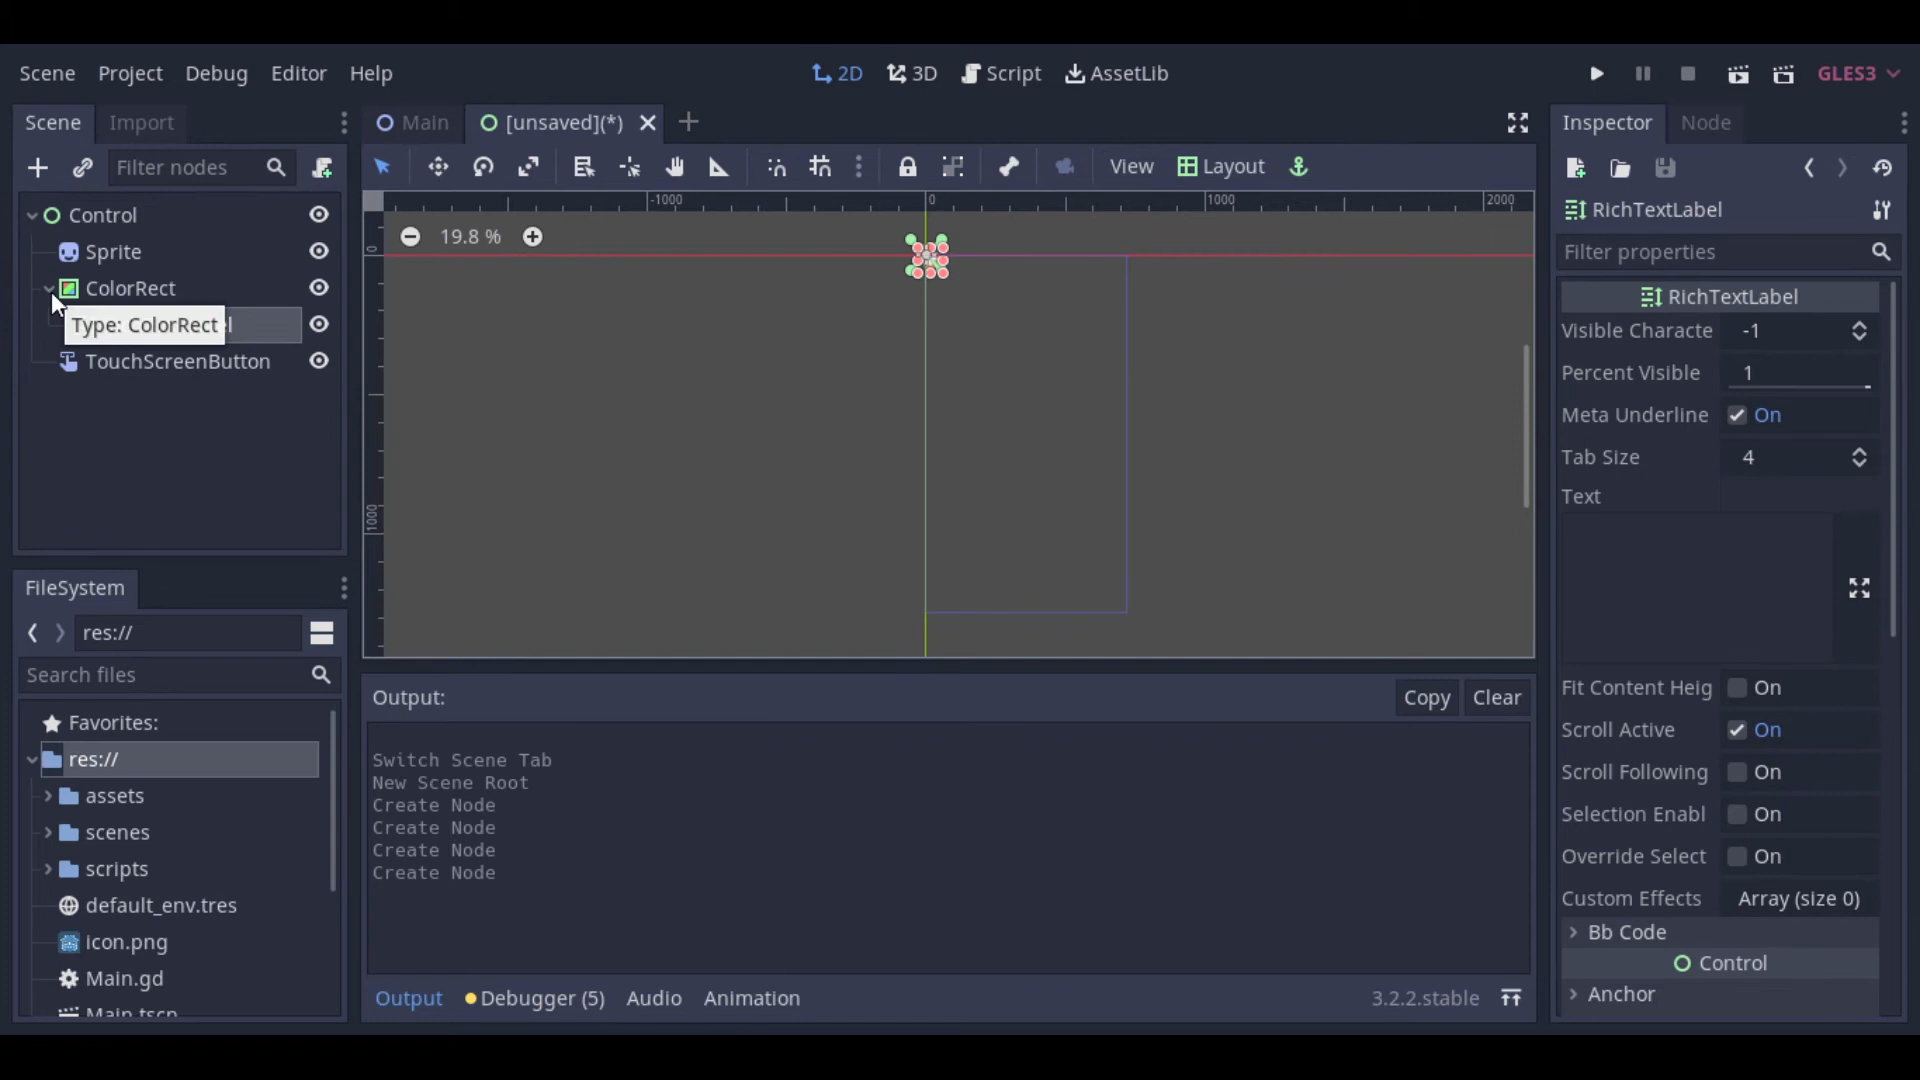 Scene Project Debug Editor Help 2D 3D Script AssetLib GLES3
Scene Import
Main [unsaved](*)
Inspector Node
Filter nodes
View Layout
Control
Sprite
ColorRect
Type: ColorRect
TouchScreenButton
-1000 0 1000 2000
0
1000
19.8 %
RichTextLabel
Filter properties
RichTextLabel
Visible Characte -1
Percent Visible 1
Meta Underline On
Tab Size 4
Text
Fit Content Heig On
Scroll Active On
Scroll Following On
Selection Enabl On
Override Select On
Custom Effects Array (size 0)
Bb Code
Control
Anchor
FileSystem
res://
Search files
Favorites:
res://
assets
scenes
scripts
default_env.tres
icon.png
Main.gd
Main.tscn
Output: Copy Clear
Switch Scene Tab
New Scene Root
Create Node
Create Node
Create Node
Create Node
Output Debugger (5) Audio Animation 3.2.2.stable